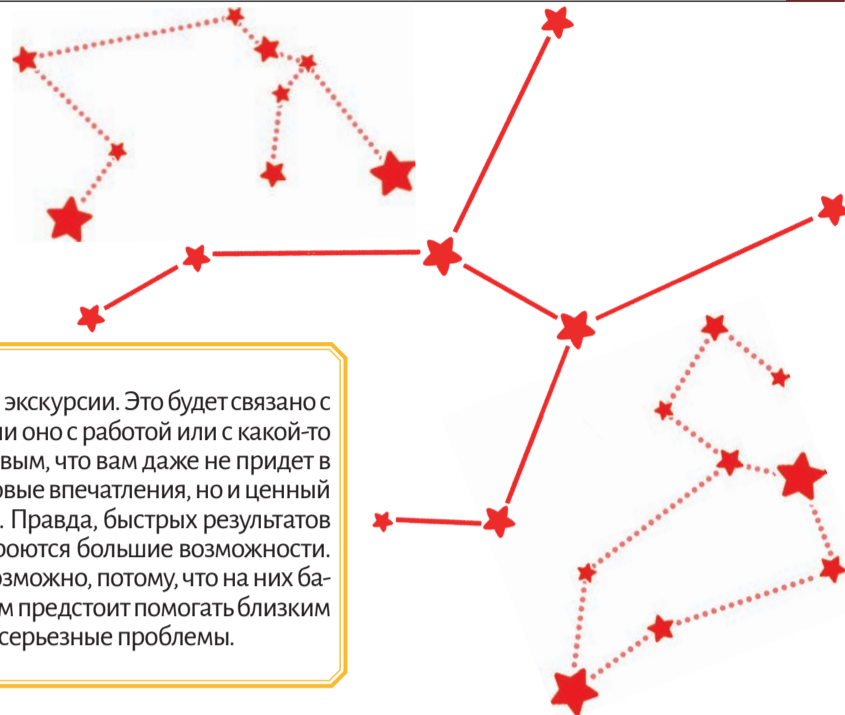 экскурсии. Это будет связано с
ли оно с работой или с какой-то
вым, что вам даже не придет в
овые впечатления, но и ценный
. Правда, быстрых результатов
роются большие возможности.
озможно, потому, что на них ба-
м предстоит помогать близким
серьезные проблемы.